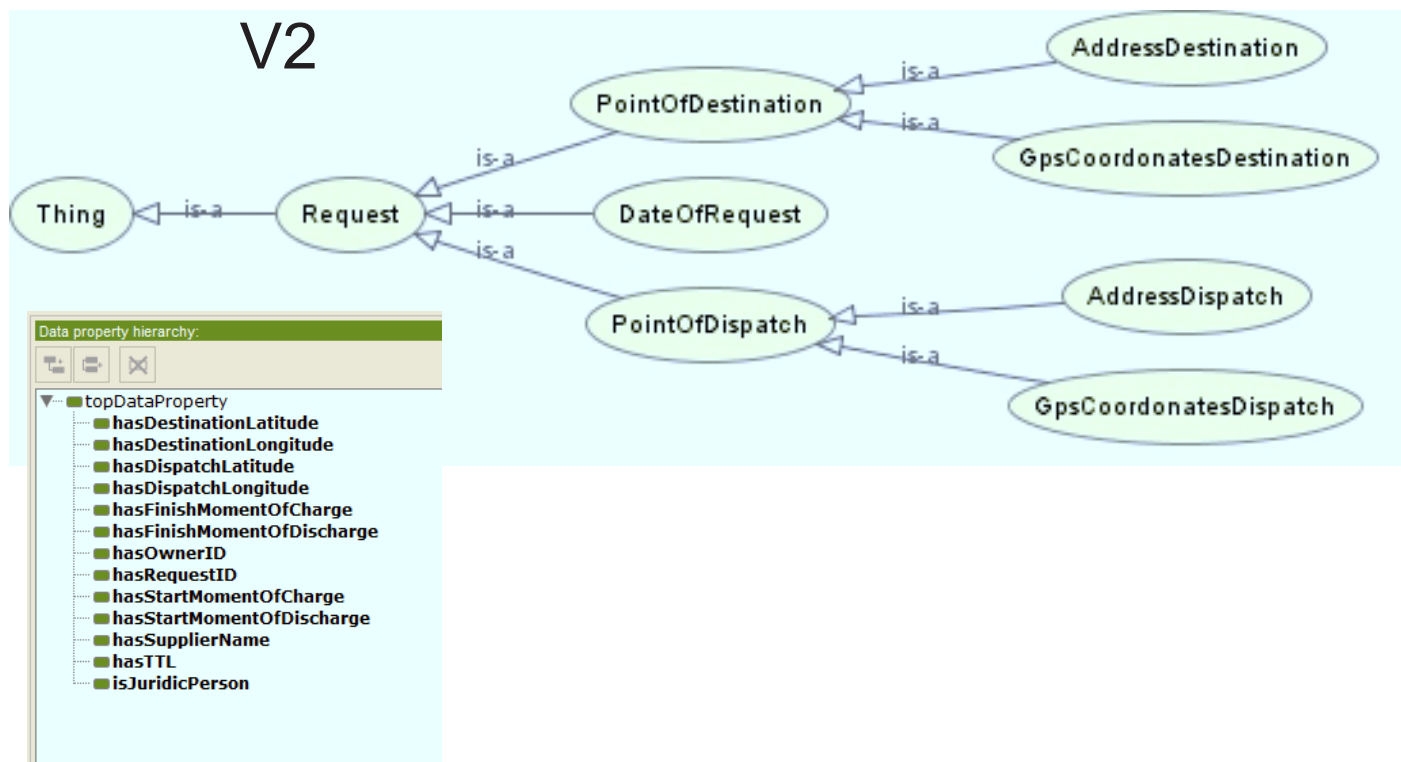 V2
AddressDestination
is-a
PointOfDestination
is-a
GpsCoordonatesDestination
is-a
Thing
is-a
Request
is-a
DateOfRequest
is-a
AddressDispatch
is-a
PointOfDispatch
is-a
GpsCoordonatesDispatch
Data property hierarchy:
topDataProperty
hasDestinationLatitude
hasDestinationLongitude
hasDispatchLatitude
hasDispatchLongitude
hasFinishMomentOfCharge
hasFinishMomentOfDischarge
hasOwnerID
hasRequestID
hasStartMomentOfCharge
hasStartMomentOfDischarge
hasSupplierName
hasTTL
isJuridicPerson